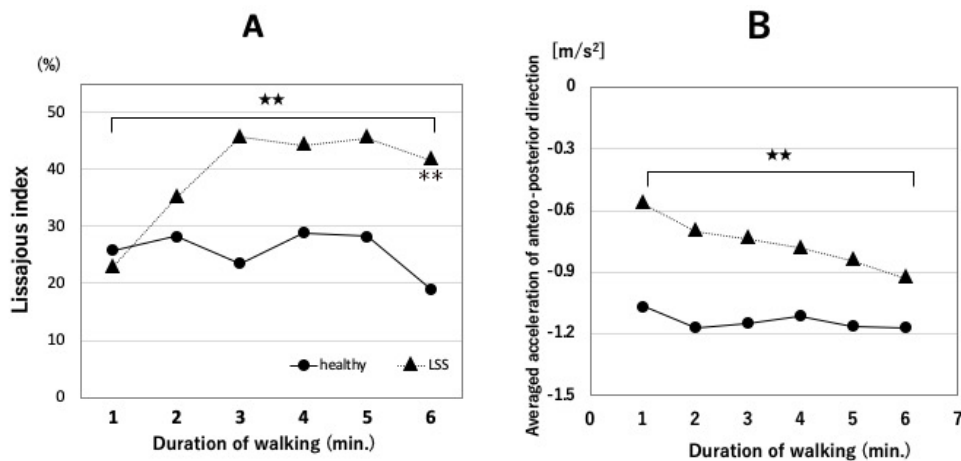 A
(%)
Lissajous index
50
40
30
20
10
0
★★
**
healthy
LSS
1 2 3 4 5 6
Duration of walking (min.)
B
[m/s²]
Averaged acceleration of antero-posterior direction
0
-0.3
-0.6
-0.9
-1.2
-1.5
★★
0 1 2 3 4 5 6 7
Duration of walking (min.)